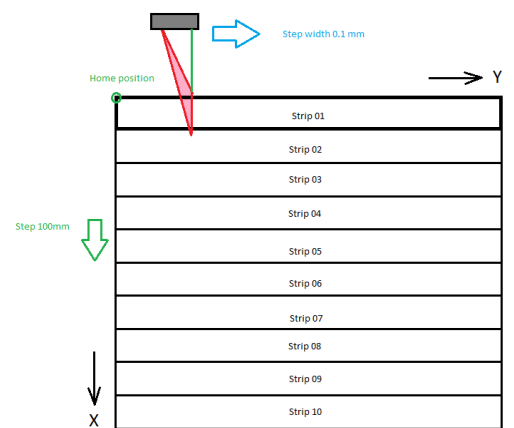 Step width 0.1 mm
Home position
Y
Strip 01
Strip 02
Strip 03
Strip 04
Step 100mm
Strip 05
Strip 06
Strip 07
Strip 08
Strip 09
Strip 10
X